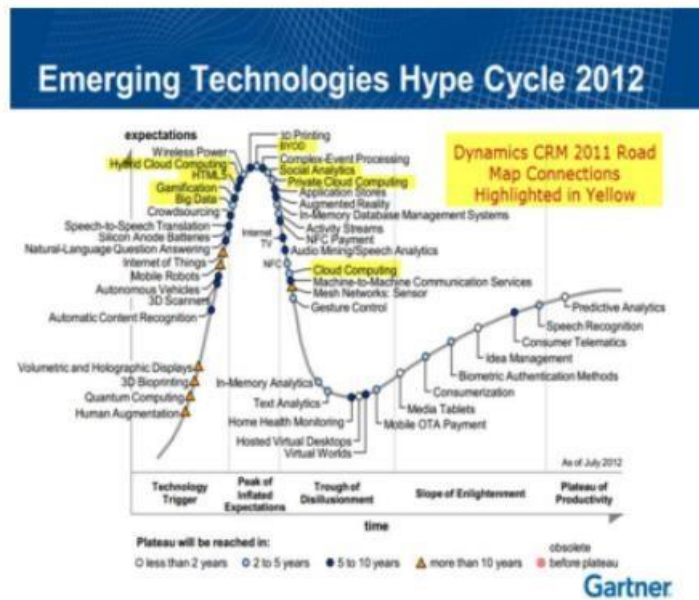 Emerging Technologies Hype Cycle 2012
expectations
Dynamics CRM 2011 Road
Map Connections
Highlighted in Yellow
3D Printing
BYOD
Wireless Power
Complex-Event Processing
Hybrid Cloud Computing
Social Analytics
HTML5
Private Cloud Computing
Gamification
Application Stores
Big Data
Augmented Reality
Crowdsourcing
In-Memory Database Management Systems
Speech-to-Speech Translation
Activity Streams
Silicon Anode Batteries
Internet
TV
NFC Payment
Natural-Language Question Answering
Audio Mining/Speech Analytics
Internet of Things
NFC
Cloud Computing
Mobile Robots
Machine-to-Machine Communication Services
Autonomous Vehicles
Mesh Networks: Sensor
3D Scanners
Gesture Control
Automatic Content Recognition
Predictive Analytics
Speech Recognition
Consumer Telematics
Idea Management
Volumetric and Holographic Displays
Biometric Authentication Methods
3D Bioprinting
In-Memory Analytics
Consumerization
Quantum Computing
Text Analytics
Media Tablets
Human Augmentation
Home Health Monitoring
Mobile OTA Payment
Hosted Virtual Desktops
Virtual Worlds
As of July 2012
Technology
Trigger
Peak of
Inflated
Expectations
Trough of
Disillusionment
Slope of Enlightenment
Plateau of
Productivity
time
Plateau will be reached in:
less than 2 years
2 to 5 years
5 to 10 years
more than 10 years
obsolete
before plateau
Gartner